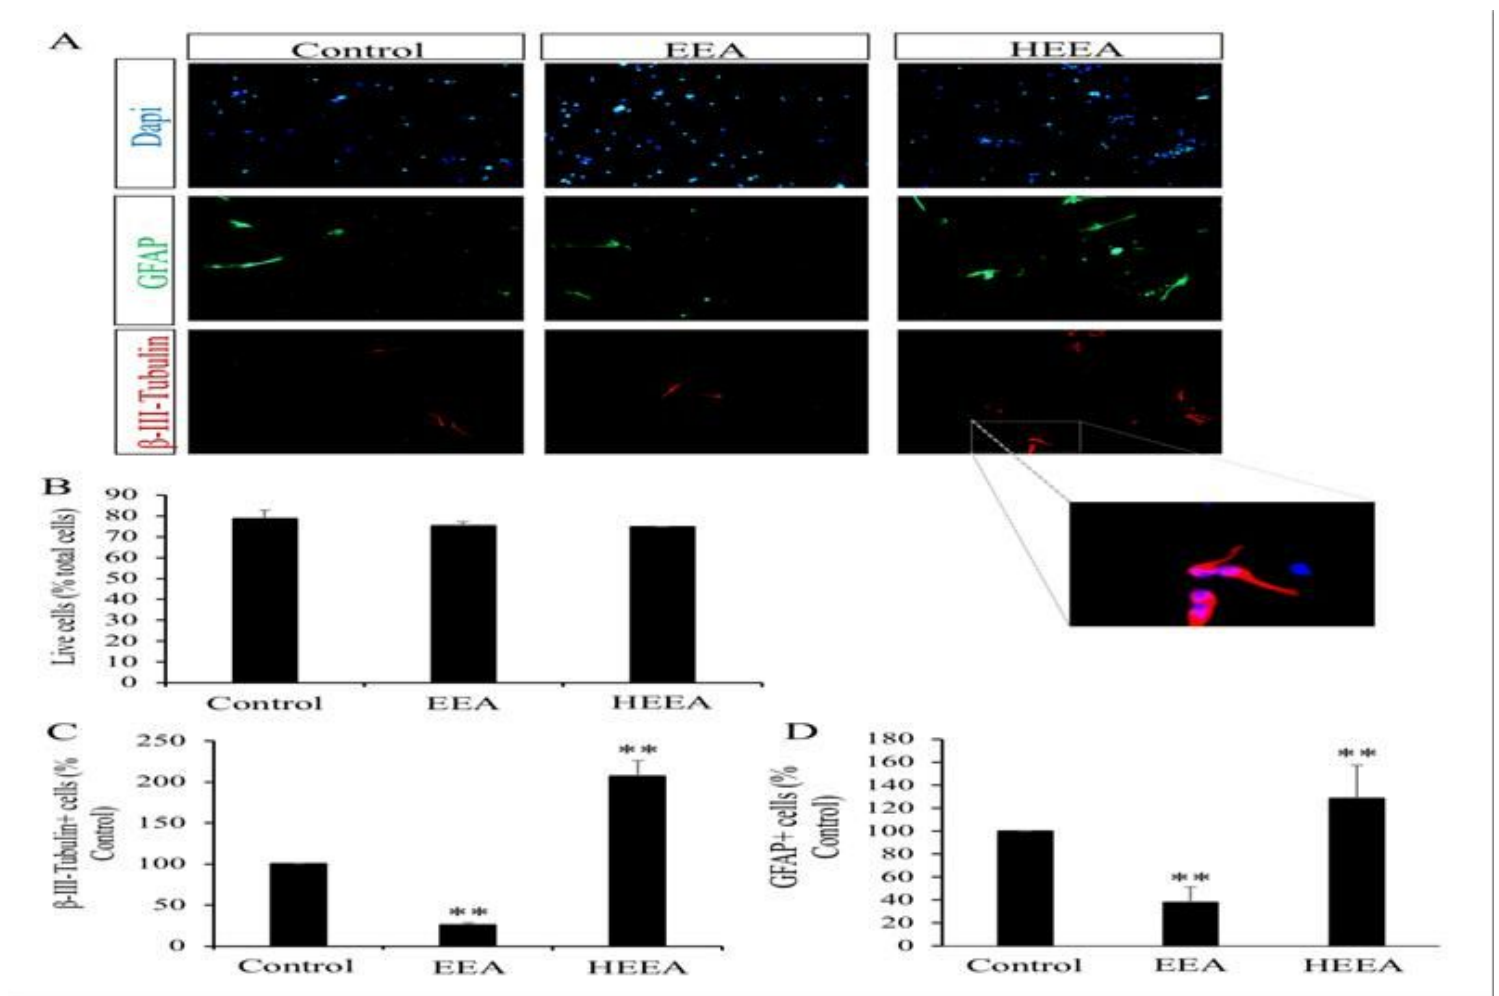 A
Control
EEA
HEEA
Dapi
GFAP
β-III-Tubulin
B
Live cells (% total cells)
90
80
70
60
50
40
30
20
10
0
Control
EEA
HEEA
C
β-III-Tubulin+ cells (%
Control)
250
200
150
100
50
0
**
**
Control
EEA
HEEA
D
GFAP+ cells (%
Control)
180
160
140
120
100
80
60
40
20
0
**
**
Control
EEA
HEEA